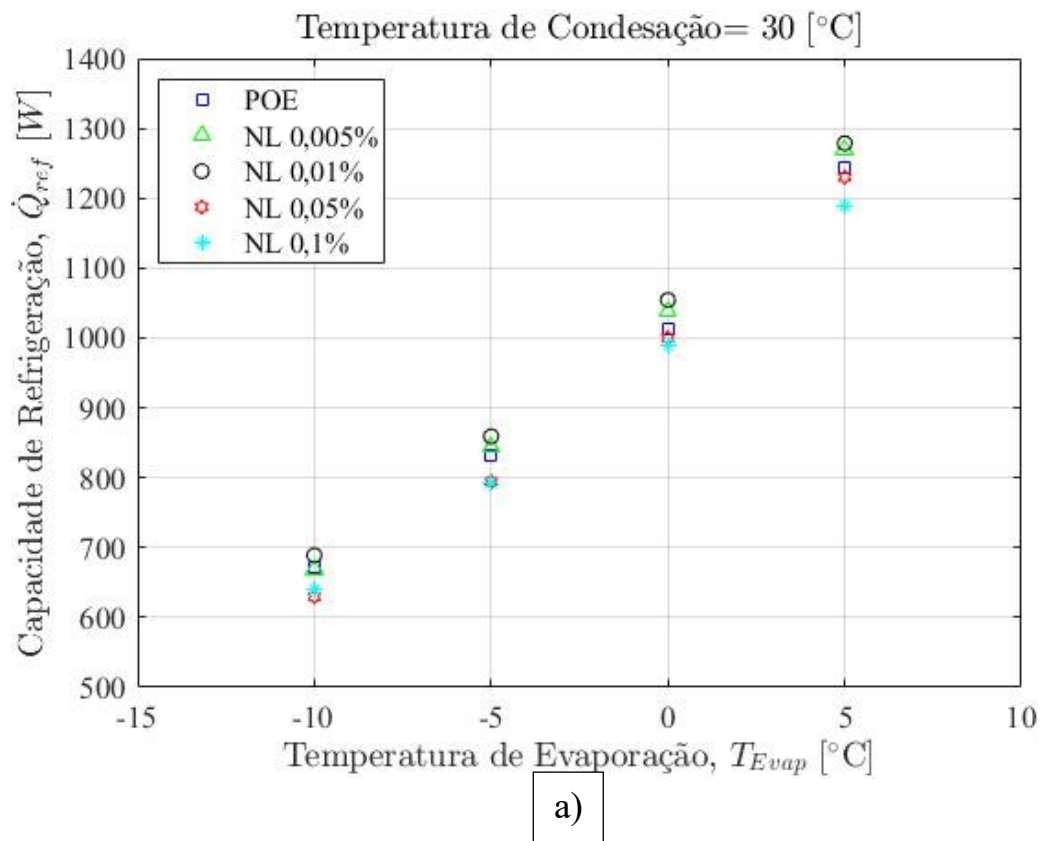 Temperatura de Condesação= 30 [°C]
Capacidade de Refrigeração, Q̇ref [W]
1400
1300
1200
1100
1000
900
800
700
600
500
POE
NL 0,005%
NL 0,01%
NL 0,05%
NL 0,1%
-15 -10 -5 0 5 10
Temperatura de Evaporação, TEvap [°C]
a)